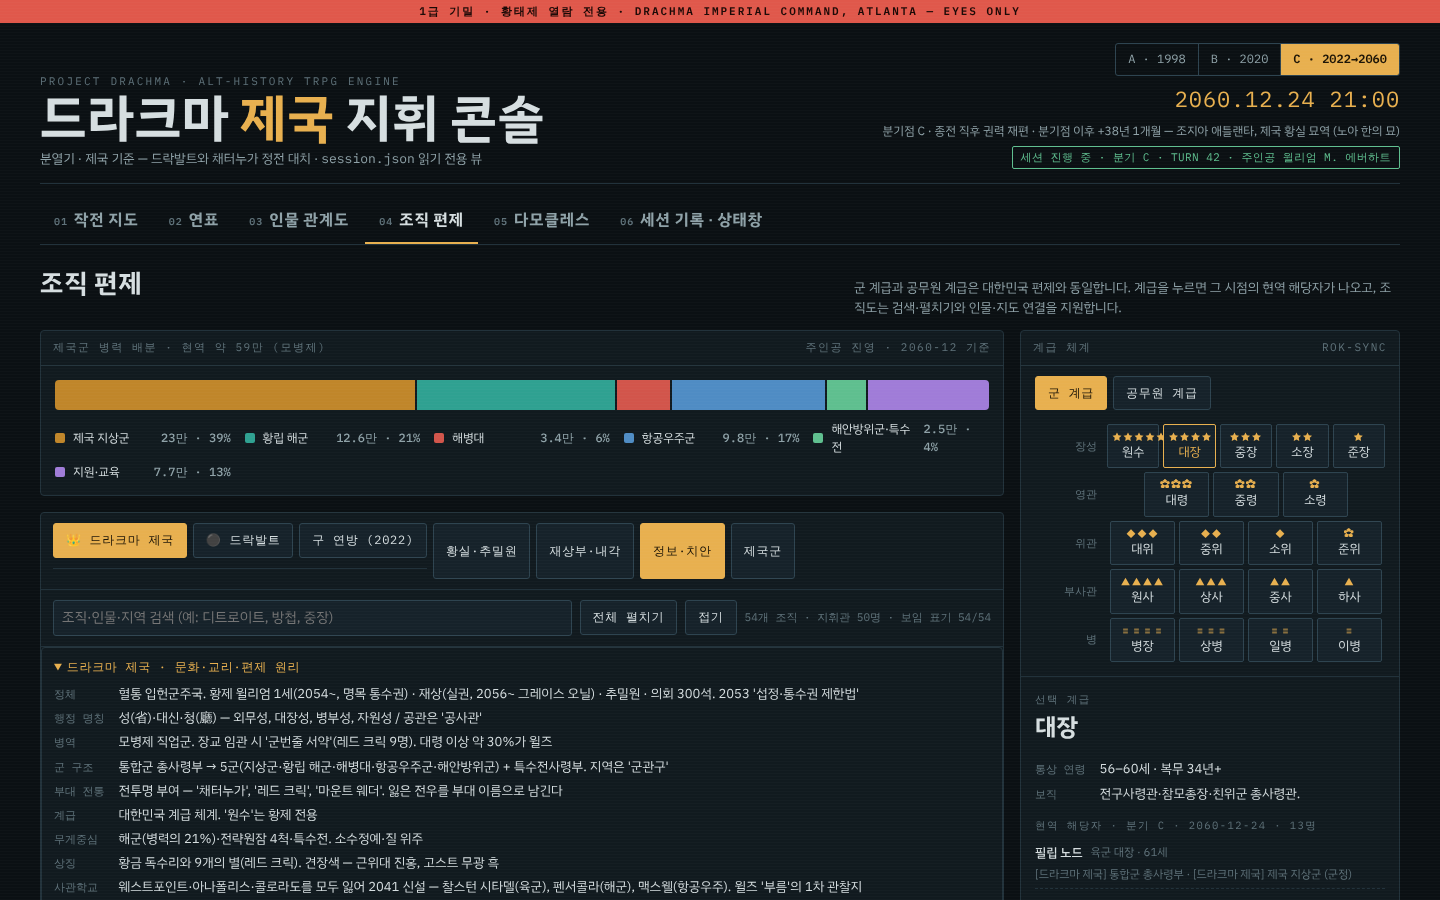 1급 기밀 · 황태제 열람 전용 · DRACHMA IMPERIAL COMMAND, ATLANTA — EYES ONLY
PROJECT DRACHMA · ALT-HISTORY TRPG ENGINE
드라크마 제국 지휘 콘솔
분열기 · 제국 기준 — 드락발트와 채터누가 정전 대치 · session.json 읽기 전용 뷰
A · 1998
B · 2020
C · 2022→2060
2060.12.24 21:00
분기점 C · 종전 직후 권력 재편 · 분기점 이후 +38년 1개월 — 조지아 애틀랜타, 제국 황실 묘역 (노아 한의 묘)
세션 진행 중 · 분기 C · TURN 42 · 주인공 윌리엄 M. 에버하트
01 작전 지도
02 연표
03 인물 관계도
04 조직 편제
05 다모클레스
06 세션 기록 · 상태창
조직 편제
군 계급과 공무원 계급은 대한민국 편제와 동일합니다. 계급을 누르면 그 시점의 현역 해당자가 나오고, 조
직도는 검색·펼치기와 인물·지도 연결을 지원합니다.
제국군 병력 배분 · 현역 약 59만 (모병제)
주인공 진영 · 2060-12 기준
제국 지상군 23만 · 39%
황립 해군 12.6만 · 21%
해병대 3.4만 · 6%
항공우주군 9.8만 · 17%
해안방위군·특수
전
2.5만 ·
4%
지원·교육 7.7만 · 13%
👑 드라크마 제국
⚫ 드락발트
구 연방 (2022)
황실·추밀원
재상부·내각
정보·치안
제국군
조직·인물·지역 검색 (예: 디트로이트, 방첩, 중장)
전체 펼치기
접기
54개 조직 · 지휘관 50명 · 보임 표기 54/54
▼ 드라크마 제국 · 문화·교리·편제 원리
정체 혈통 입헌군주국. 황제 윌리엄 1세(2054~, 명목 통수권) · 재상(실권, 2056~ 그레이스 오닐) · 추밀원 · 의회 300석. 2053 '섭정·통수권 제한법'
행정 명칭 성(省)·대신·청(廳) — 외무성, 대장성, 병부성, 자원성 / 공관은 '공사관'
병역 모병제 직업군. 장교 임관 시 '군번줄 서약'(레드 크릭 9명). 대령 이상 약 30%가 윌즈
군 구조 통합군 총사령부 → 5군(지상군·황립 해군·해병대·항공우주군·해안방위군) + 특수전사령부. 지역은 '군관구'
부대 전통 전투명 부여 — '채터누가', '레드 크릭', '마운트 웨더'. 잃은 전우를 부대 이름으로 남긴다
계급 대한민국 계급 체계. '원수'는 황제 전용
무게중심 해군(병력의 21%)·전략원잠 4척·특수전. 소수정예·질 위주
상징 황금 독수리와 9개의 별(레드 크릭). 견장색 — 근위대 진홍, 고스트 무광 흑
사관학교 웨스트포인트·아나폴리스·콜로라도를 모두 잃어 2041 신설 — 찰스턴 시타델(육군), 펜서콜라(해군), 맥스웰(항공우주). 윌즈 '부름'의 1차 관찰지
계급 체계
ROK-SYNC
군 계급
공무원 계급
장성
★★★★★ 원수
★★★★ 대장
★★★ 중장
★★ 소장
★ 준장
영관
✿✿✿ 대령
✿✿ 중령
✿ 소령
위관
◆◆◆ 대위
◆◆ 중위
◆ 소위
✿ 준위
부사관
▲▲▲▲ 원사
▲▲▲ 상사
▲▲ 중사
▲ 하사
병
≡≡≡≡ 병장
≡≡≡ 상병
≡≡ 일병
≡ 이병
선택 계급
대장
통상 연령 56–60세 · 복무 34년+
보직 전구사령관·참모총장·친위군 총사령관.
현역 해당자 · 분기 C · 2060-12-24 · 13명
필립 노드 육군 대장 · 61세
[드라크마 제국] 통합군 총사령부 · [드라크마 제국] 제국 지상군 (군정)